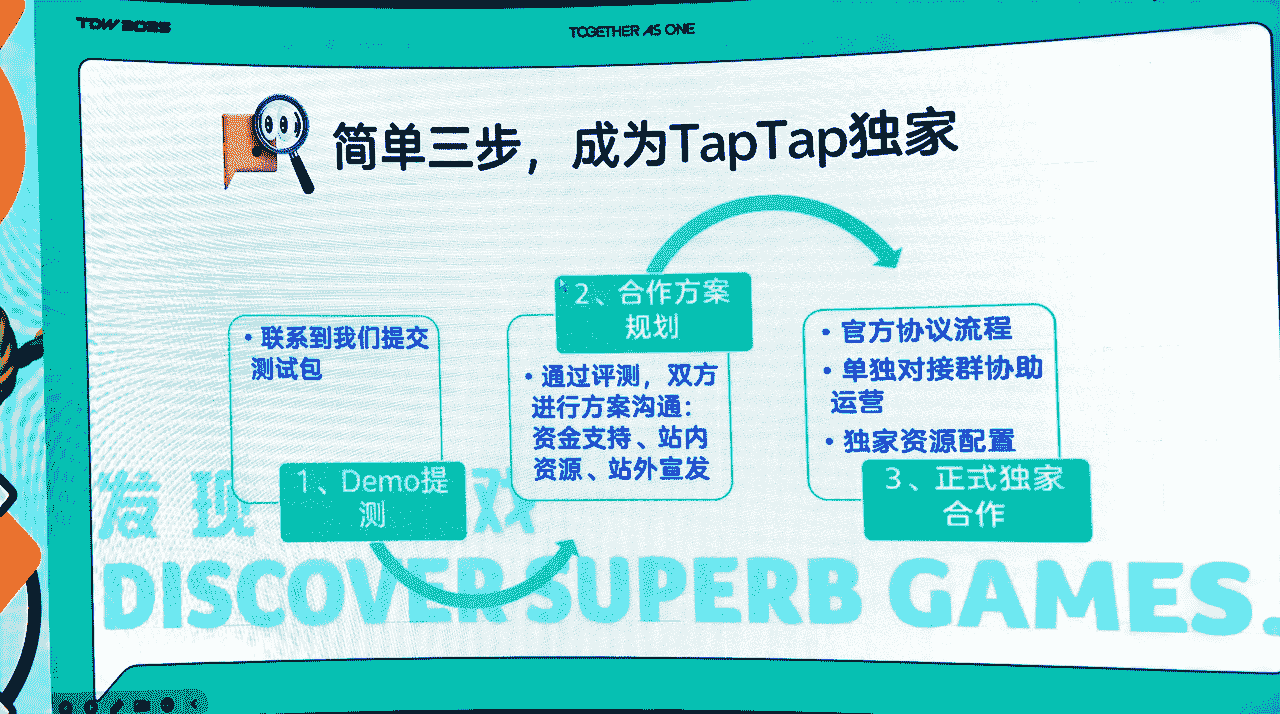 TDW 2025
TOGETHER AS ONE
简单三步，成为TapTap独家
• 联系到我们提交
测试包
1、Demo提
测
2、合作方案
规划
• 通过评测，双方
进行方案沟通：
资金支持、站内
资源、站外宣发
• 官方协议流程
• 单独对接群协助
运营
• 独家资源配置
3、正式独家
合作
发现
戏
DISCOVER SUPERB GAMES.